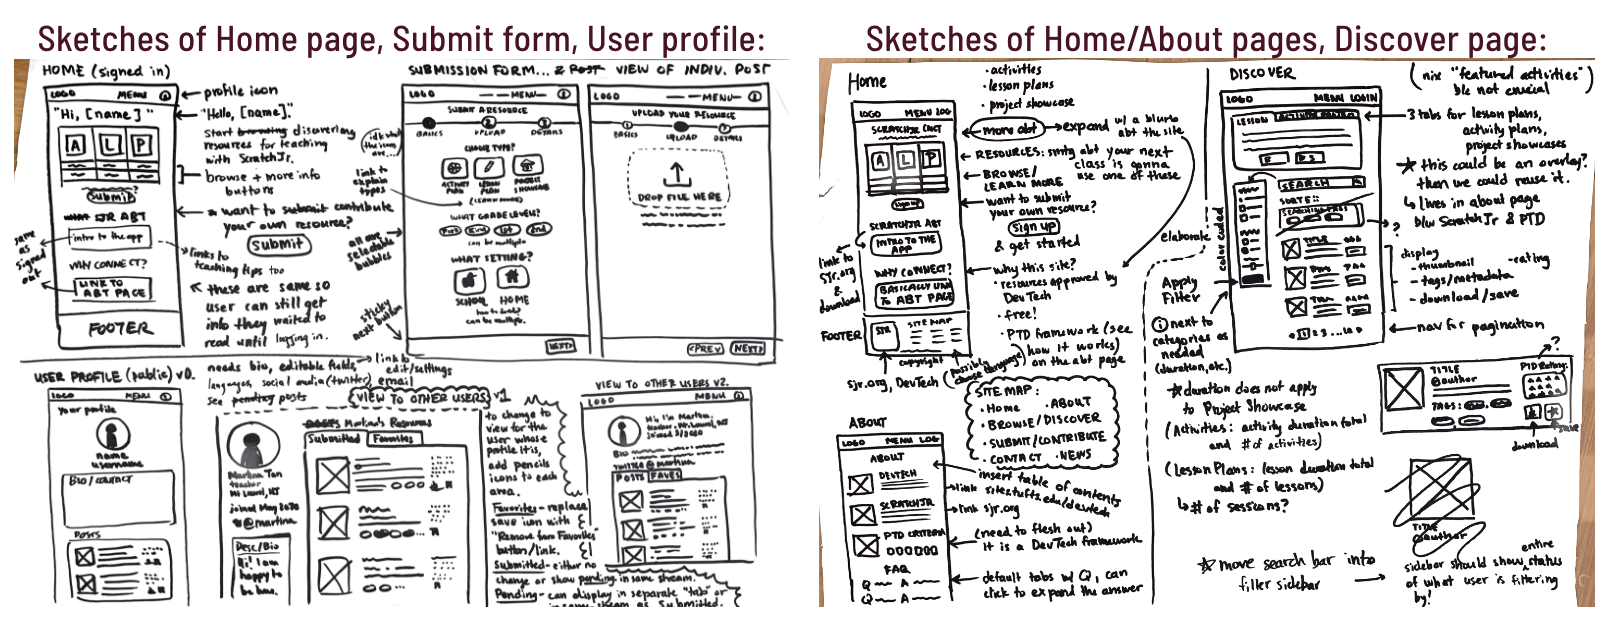 Sketches of Home page, Submit form, User profile:
HOME (signed in)
LOGO MENU
"Hi, [name]"
A L P
Submit
WHAT SJR ABT
intro to the app
WHY CONNECT?
LINK TO
ABT PAGE
FOOTER
same
as
signed
out
profile icon
"Hello, [name]."
Start browsing discovering
resources for teaching
with ScratchJr.
browse + more info
buttons
want to submit contribute
your own resource?
Submit
links to
teaching tips too
these are same so
user can still get
info they waited to
read until logging in.
SUBMISSION FORM... & POST VIEW OF INDIV. POST
LOGO MENU
SUBMIT A RESOURCE
BASICS UPLOAD DETAILS
ACTIVITY LESSON PLAN PROJECT SHOWCASE
(LEARN MORE)
WHAT GRADE LEVELS?
can be multiple
WHAT SETTING?
SCHOOL HOME
can be multiple.
NEXT>
link to
explain
types
all are
selectable
bubbles
sticky
next button
LOGO MENU
UPLOAD YOUR RESOURCE
BASICS UPLOAD DETAILS
DROP FILE HERE
<PREV NEXT>
USER PROFILE (public) v0.
LOGO MENU
Your profile
name
username
BIO/CONTACT
POSTS
needs bio, editable fields,
languages, social media (twitter), email
see pending posts
link to
edit/settings
VIEW TO OTHER USERS v1
POSTS Martina's Resources
Submitted Favorites
Martina Tan
teacher
joined May 2020
@martina
Desc/Bio
Hi! I am
happy to
be here.
to change to
view for the
user whose
profile it is,
add pencils
icons to each
area.
Favorites- replace
save icon with
"Remove from Favorites"
button/link.
Submitted- either no
change or show pending in same stream.
Pending- can display in separate "tab" or
in same stream as Submitted.
VIEW TO OTHER USERS v2.
LOGO MENU
Hi I'm Martina,
joined 5/2020
BIO
TWITTER @martina
POSTS FAVES
Sketches of Home/About pages, Discover page:
Home
LOGO MENU LOG
A L P
sign up
SCRATCHJR ABT
INTRO TO THE
APP
WHY CONNECT?
BASICALLY LINK
TO ABT PAGE
FOOTER
SJR
SITE MAP
copyright
link to
SJr.org
&
download
sjr.org, DevTech
(possibly
change language)
• activities
• lesson plans
• project showcase
more abt
expand w/ a blurb
abt the site
RESOURCES: smtg abt your next
class is gonna
use one of these
BROWSE/
LEARN MORE
want to submit
your own resource?
Sign up
& get started
why this site?
• resources approved by
DevTech
• free!
• PTD framework (see
how it works)
on the abt page
SITE MAP:
• Home • ABOUT
• BROWSE / DISCOVER
• SUBMIT/CONTRIBUTE
• CONTACT • NEWS
ABOUT
LOGO MENU LOG
ABOUT
DEVTECH
SCRATCHJR
PTD CRITERIA
FAQ
Q A
Q A
insert table of contents
link sites.tufts.edu/devtech
link sjr.org
(need to flesh out)
it is a DevTech framework
default tabs w/ Q, can
click to expand the answer
DISCOVER
LOGO MENU LOGIN
LESSON
SEARCH
TITLE
(nix "featured activities")
b/c not crucial
3 tabs for lesson plans,
activity plans,
project showcases
this could be an overlay?
then we could reuse it.
lives in about page
b/w ScratchJr & PTD
?
elaborate
color coded
Apply
Filter
display
- thumbnail - rating
- tags/metadata
- download/save
nav for pagination
i next to
categories as
needed
(duration, etc.)
duration does not apply
to Project Showcase
(Activities: activity duration total
and # of activities)
(Lesson Plans: lesson duration total
and # of lessons)
# of sessions?
TITLE
@author
TAGS:
PTD Rating:
?
download
save
TITLE
@author
move search bar into
filter sidebar
sidebar should show entire status
of what user is filtering
by!